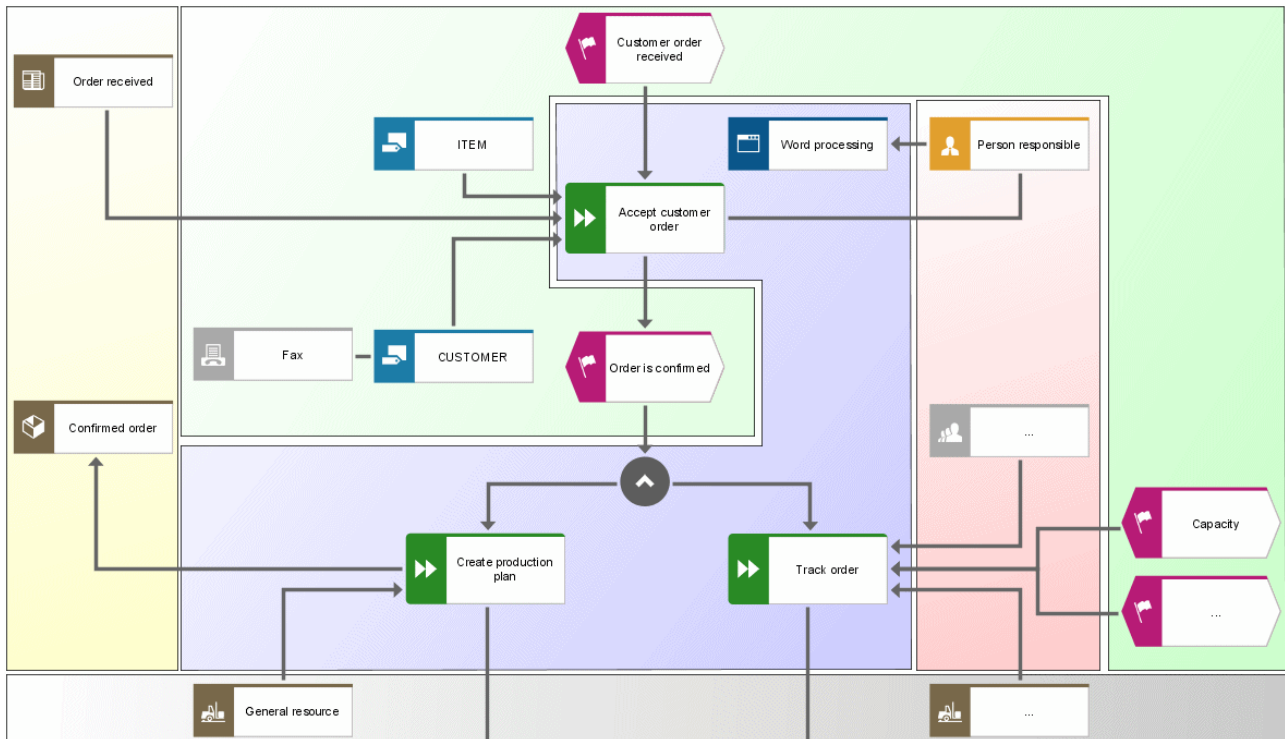 Customer order
received
Order received
ITEM
Word processing
Person responsible
Accept customer
order
Fax
CUSTOMER
Order is confirmed
Confirmed order
...
Capacity
Create production
plan
Track order
...
General resource
...